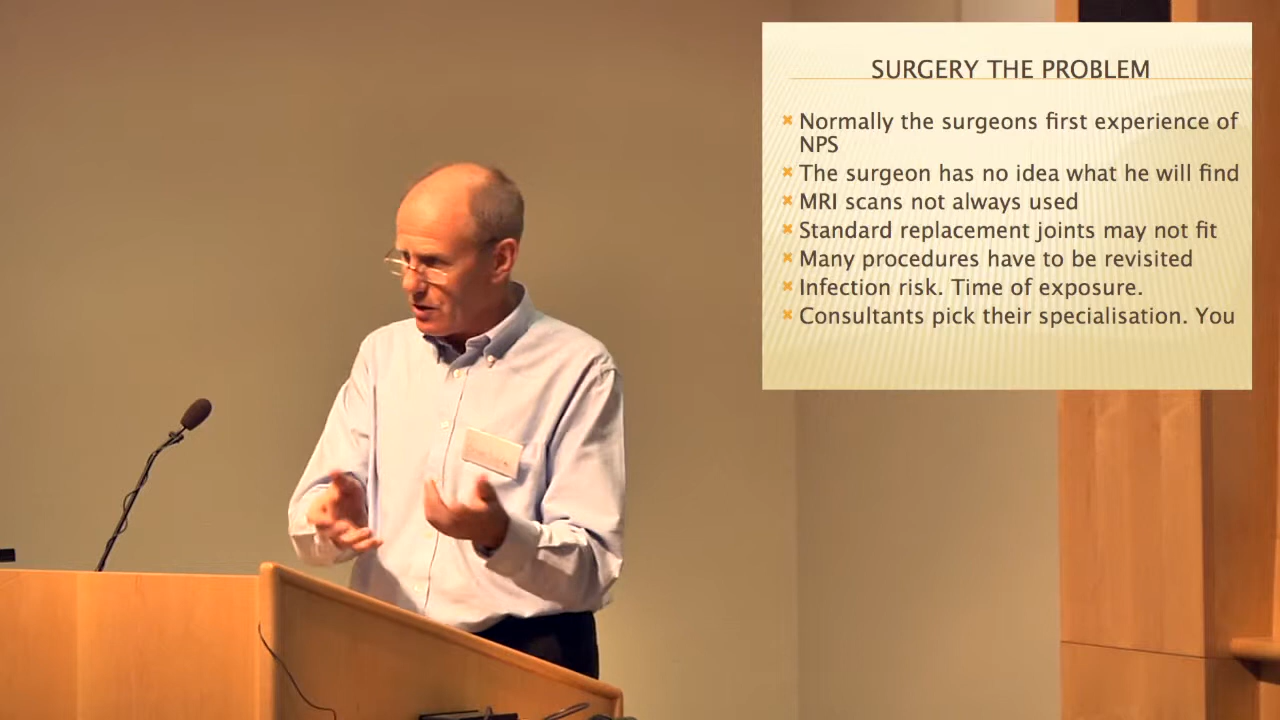 SURGERY THE PROBLEM
Normally the surgeons first experience of
NPS
The surgeon has no idea what he will find
MRI scans not always used
Standard replacement joints may not fit
Many procedures have to be revisited
Infection risk. Time of exposure.
Consultants pick their specialisation. You